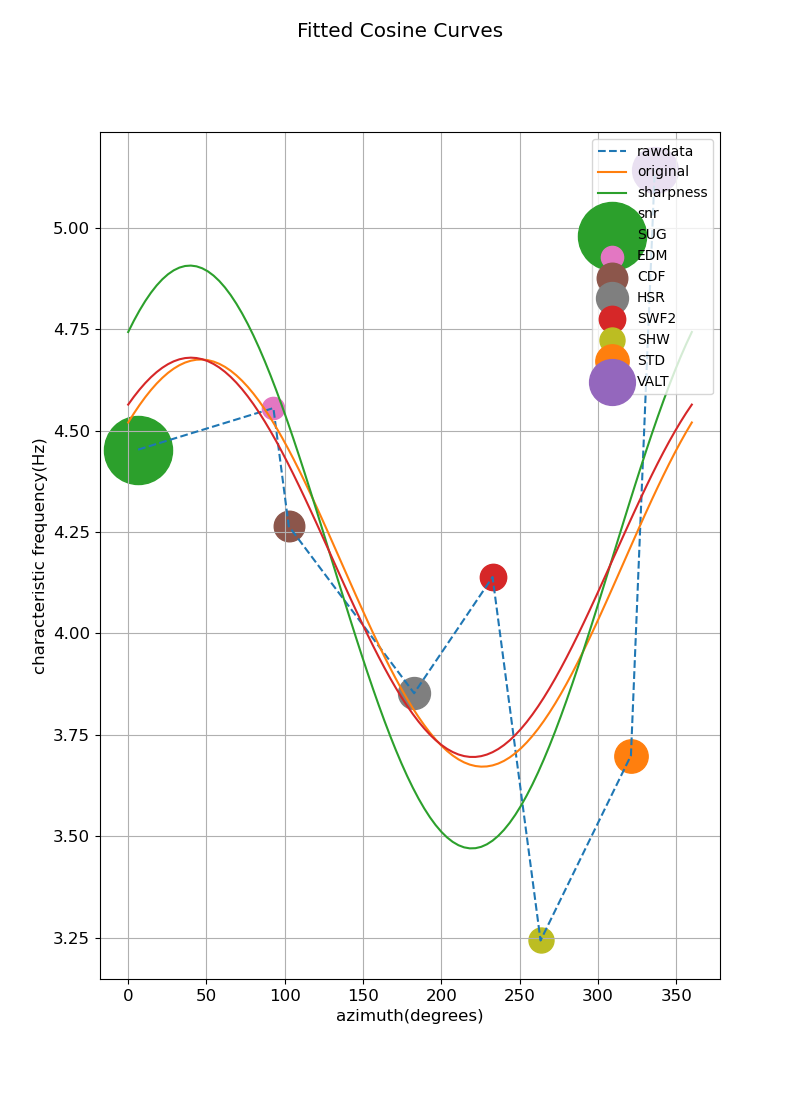 Fitted Cosine Curves
rawdata
original
sharpness
snr
SUG
EDM
CDF
HSR
SWF2
SHW
STD
VALT
5.00
4.75
4.50
4.25
4.00
3.75
3.50
3.25
characteristic frequency(Hz)
0 50 100 150 200 250 300 350
azimuth(degrees)